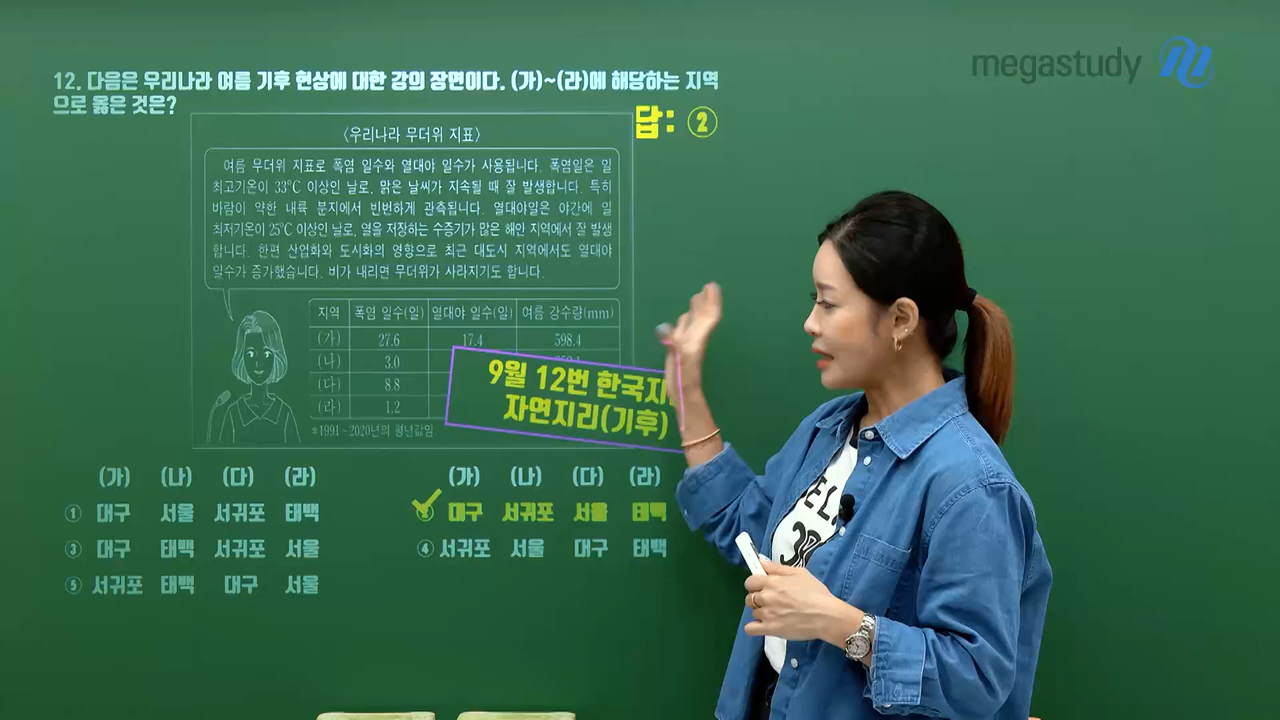 megastudy
12. 다음은 우리나라 여름 기후 현상에 대한 강의 장면이다. (가)~(라)에 해당하는 지역
으로 옳은 것은?
답: ②
〈우리나라 무더위 지표〉
여름 무더위 지표로 폭염 일수와 열대야 일수가 사용됩니다. 폭염일은 일
최고기온이 33℃ 이상인 날로, 맑은 날씨가 지속될 때 잘 발생합니다. 특히
바람이 약한 내륙 분지에서 빈번하게 관측됩니다. 열대야일은 야간에 일
최저기온이 25℃ 이상인 날로, 열을 저장하는 수증기가 많은 해안 지역에서 잘 발생
합니다. 한편 산업화와 도시화의 영향으로 최근 대도시 지역에서도 열대야
일수가 증가했습니다. 비가 내리면 무더위가 사라지기도 합니다.
지역 폭염 일수(일) 열대야 일수(일) 여름 강수량(mm)
(가) 27.6 17.4 598.4
(나) 3.0
(다) 8.8
(라) 1.2
*1991~2020년의 평년값임
9월 12번 한국지
자연지리(기후)
(가) (나) (다) (라) (가) (나) (다) (라)
① 대구 서울 서귀포 태백 대구 서귀포 서울 태백
③ 대구 태백 서귀포 서울 ④ 서귀포 서울 대구 태백
⑤ 서귀포 태백 대구 서울